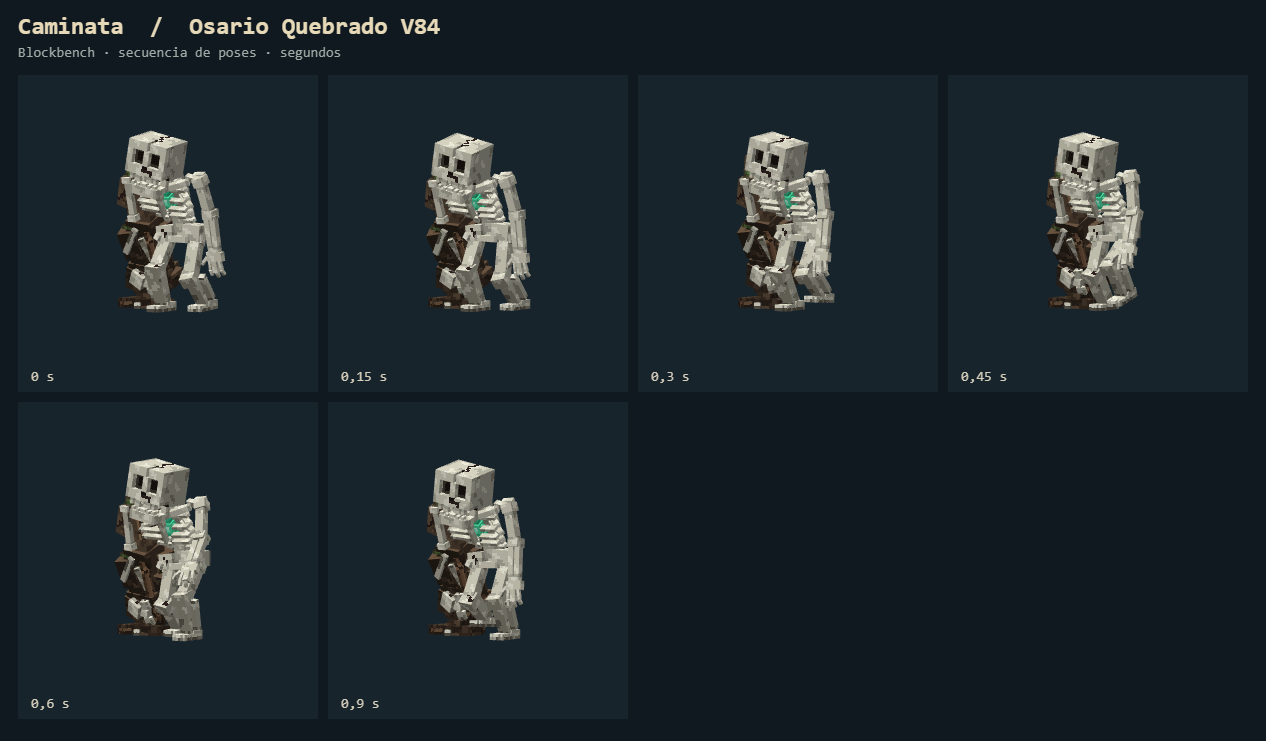 Caminata / Osario Quebrado V84
Blockbench · secuencia de poses · segundos
0 s
0,15 s
0,3 s
0,45 s
0,6 s
0,9 s